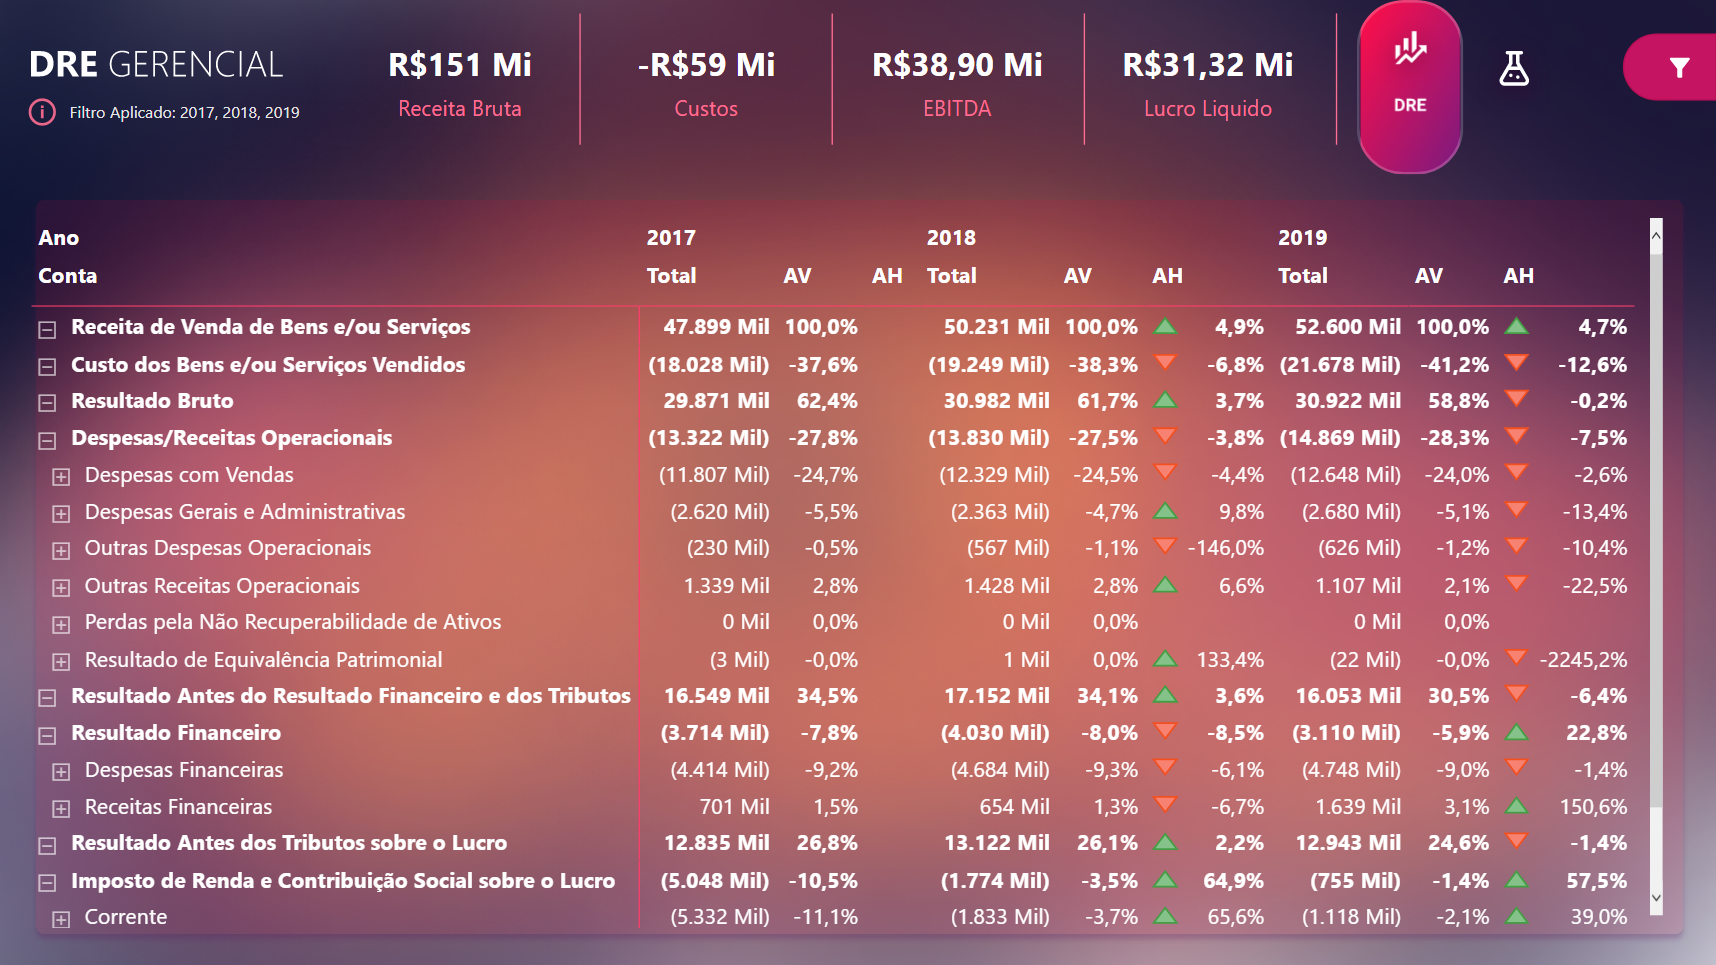 DRE GERENCIAL
Filtro Aplicado: 2017, 2018, 2019
R$151 Mi
Receita Bruta
-R$59 Mi
Custos
R$38,90 Mi
EBITDA
R$31,32 Mi
Lucro Liquido
DRE
Ano 2017 2018 2019
Conta Total AV AH Total AV AH Total AV AH
Receita de Venda de Bens e/ou Serviços 47.899 Mil 100,0% 50.231 Mil 100,0% 4,9% 52.600 Mil 100,0% 4,7%
Custo dos Bens e/ou Serviços Vendidos (18.028 Mil) -37,6% (19.249 Mil) -38,3% -6,8% (21.678 Mil) -41,2% -12,6%
Resultado Bruto 29.871 Mil 62,4% 30.982 Mil 61,7% 3,7% 30.922 Mil 58,8% -0,2%
Despesas/Receitas Operacionais (13.322 Mil) -27,8% (13.830 Mil) -27,5% -3,8% (14.869 Mil) -28,3% -7,5%
Despesas com Vendas (11.807 Mil) -24,7% (12.329 Mil) -24,5% -4,4% (12.648 Mil) -24,0% -2,6%
Despesas Gerais e Administrativas (2.620 Mil) -5,5% (2.363 Mil) -4,7% 9,8% (2.680 Mil) -5,1% -13,4%
Outras Despesas Operacionais (230 Mil) -0,5% (567 Mil) -1,1% -146,0% (626 Mil) -1,2% -10,4%
Outras Receitas Operacionais 1.339 Mil 2,8% 1.428 Mil 2,8% 6,6% 1.107 Mil 2,1% -22,5%
Perdas pela Não Recuperabilidade de Ativos 0 Mil 0,0% 0 Mil 0,0% 0 Mil 0,0%
Resultado de Equivalência Patrimonial (3 Mil) -0,0% 1 Mil 0,0% 133,4% (22 Mil) -0,0% -2245,2%
Resultado Antes do Resultado Financeiro e dos Tributos 16.549 Mil 34,5% 17.152 Mil 34,1% 3,6% 16.053 Mil 30,5% -6,4%
Resultado Financeiro (3.714 Mil) -7,8% (4.030 Mil) -8,0% -8,5% (3.110 Mil) -5,9% 22,8%
Despesas Financeiras (4.414 Mil) -9,2% (4.684 Mil) -9,3% -6,1% (4.748 Mil) -9,0% -1,4%
Receitas Financeiras 701 Mil 1,5% 654 Mil 1,3% -6,7% 1.639 Mil 3,1% 150,6%
Resultado Antes dos Tributos sobre o Lucro 12.835 Mil 26,8% 13.122 Mil 26,1% 2,2% 12.943 Mil 24,6% -1,4%
Imposto de Renda e Contribuição Social sobre o Lucro (5.048 Mil) -10,5% (1.774 Mil) -3,5% 64,9% (755 Mil) -1,4% 57,5%
Corrente (5.332 Mil) -11,1% (1.833 Mil) -3,7% 65,6% (1.118 Mil) -2,1% 39,0%